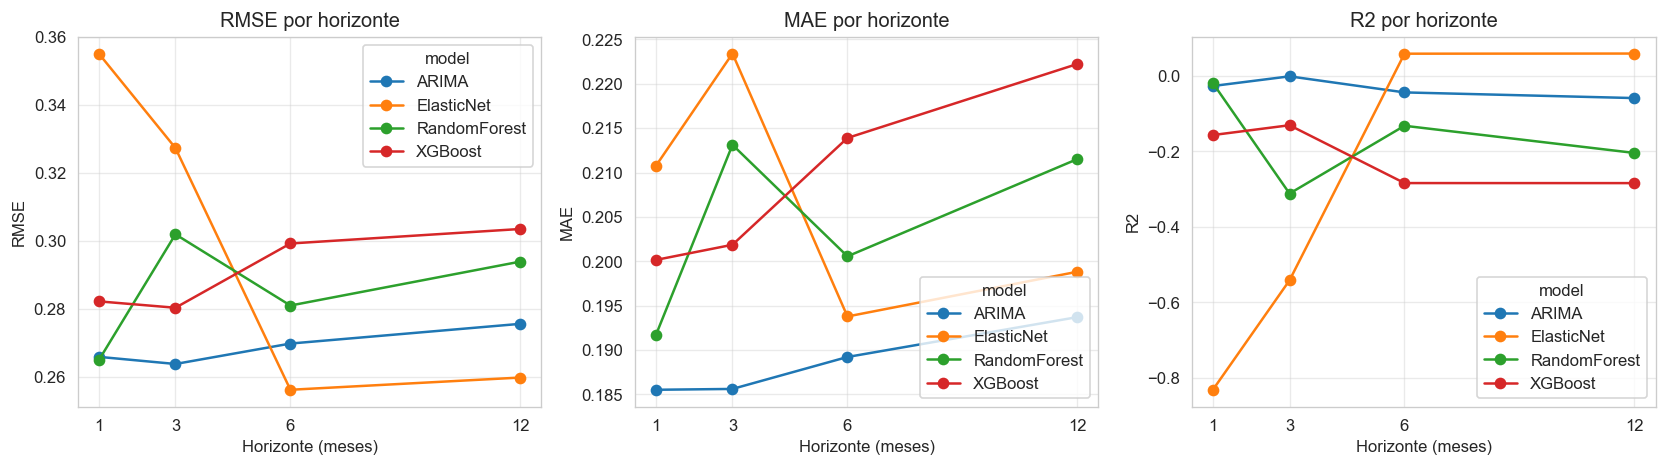 RMSE por horizonte
0.36
0.34
0.32
0.30
0.28
0.26
RMSE
1
3
6
12
Horizonte (meses)
model
ARIMA
ElasticNet
RandomForest
XGBoost
MAE por horizonte
0.225
0.220
0.215
0.210
0.205
0.200
0.195
0.190
0.185
MAE
1
3
6
12
Horizonte (meses)
model
ARIMA
ElasticNet
RandomForest
XGBoost
R2 por horizonte
0.0
−0.2
−0.4
−0.6
−0.8
R2
1
3
6
12
Horizonte (meses)
model
ARIMA
ElasticNet
RandomForest
XGBoost